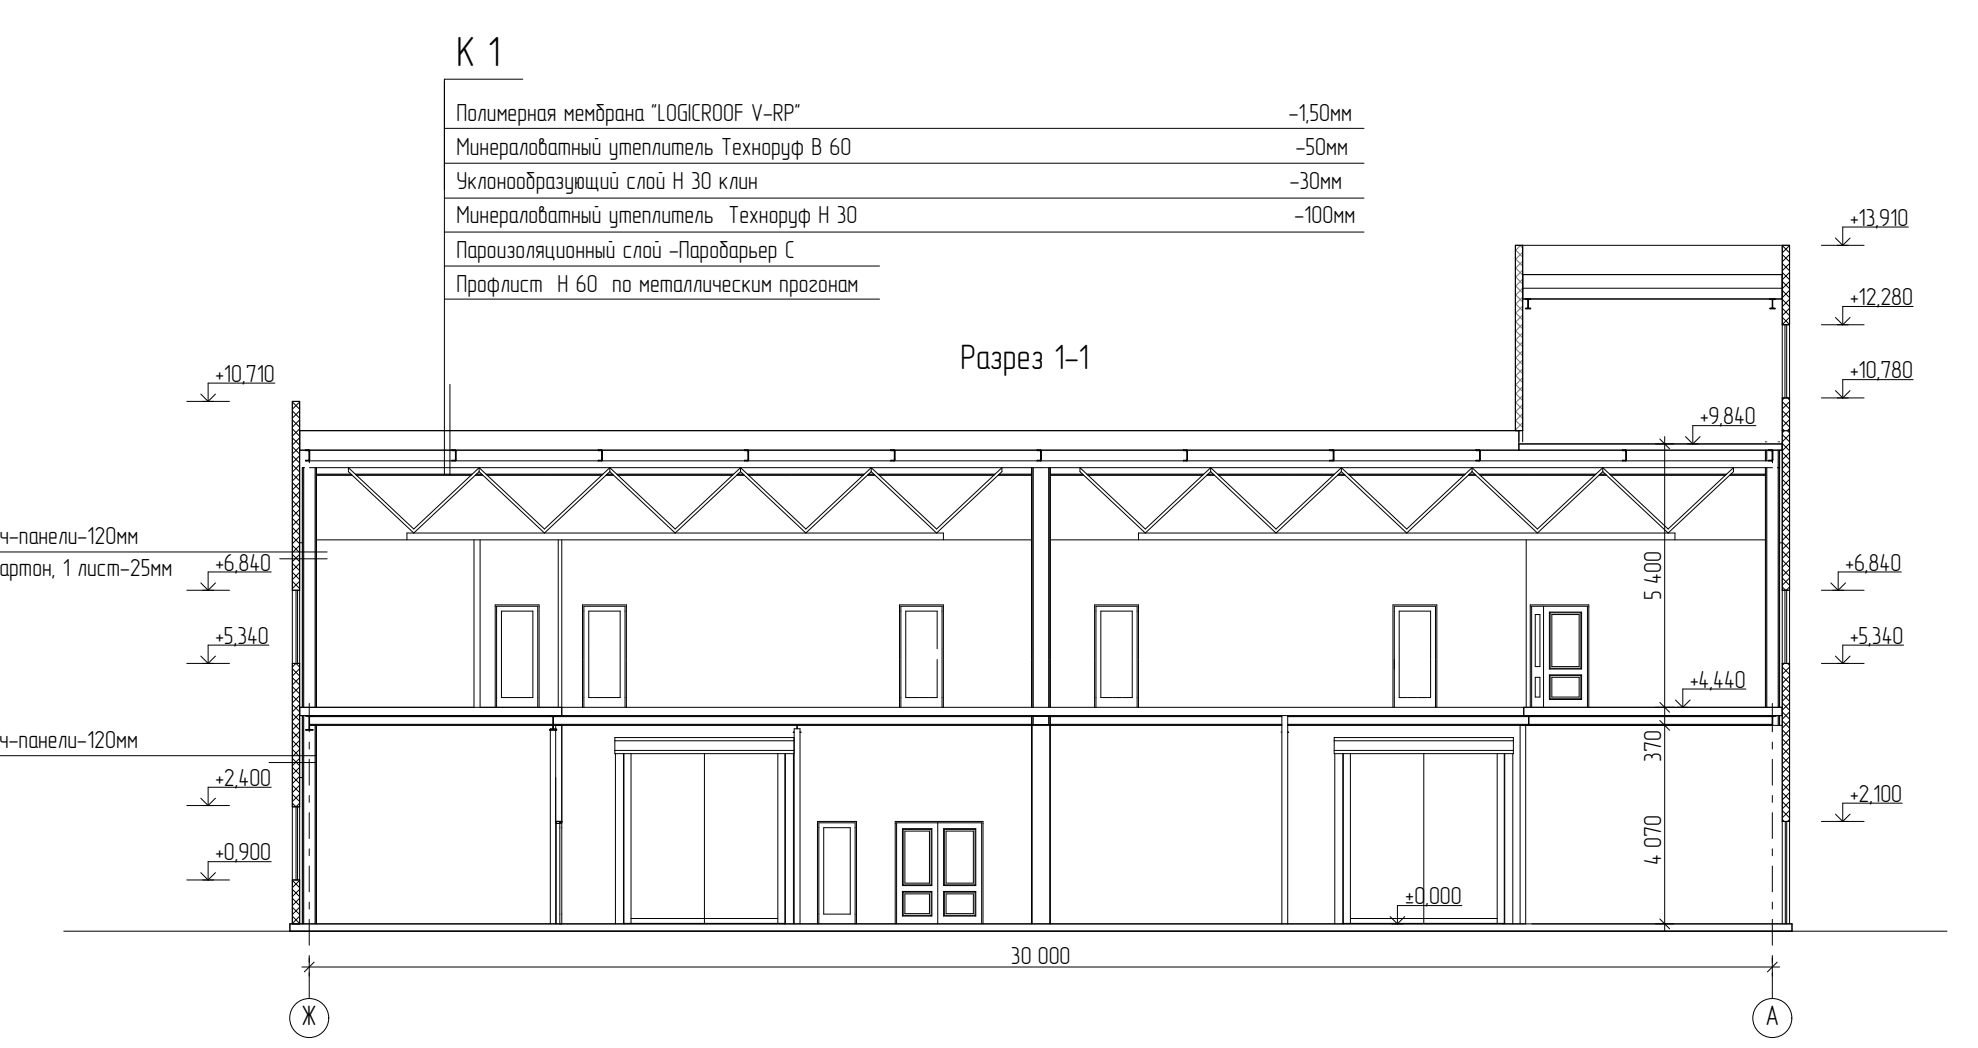 К 1
Полимерная мембрана "LOGICROOF V-RP" -1,50мм
Минераловатный утеплитель Техноруф В 60 -50мм
Уклонообразующий слой Н 30 клин -30мм
Минераловатный утеплитель Техноруф Н 30 -100мм
Пароизоляционный слой -Паробарьер С
Профлист Н 60 по металлическим прогонам
+13,910
+12,280
Разрез 1-1
+10,710
+10,780
+9,840
ч-панели-120мм
артон, 1 лист-25мм
+6,840
5 400
+6,840
+5,340
+5,340
+4,440
ч-панели-120мм
370
+2,400
+2,100
4 070
+0,900
±0,000
30 000
Ж
А